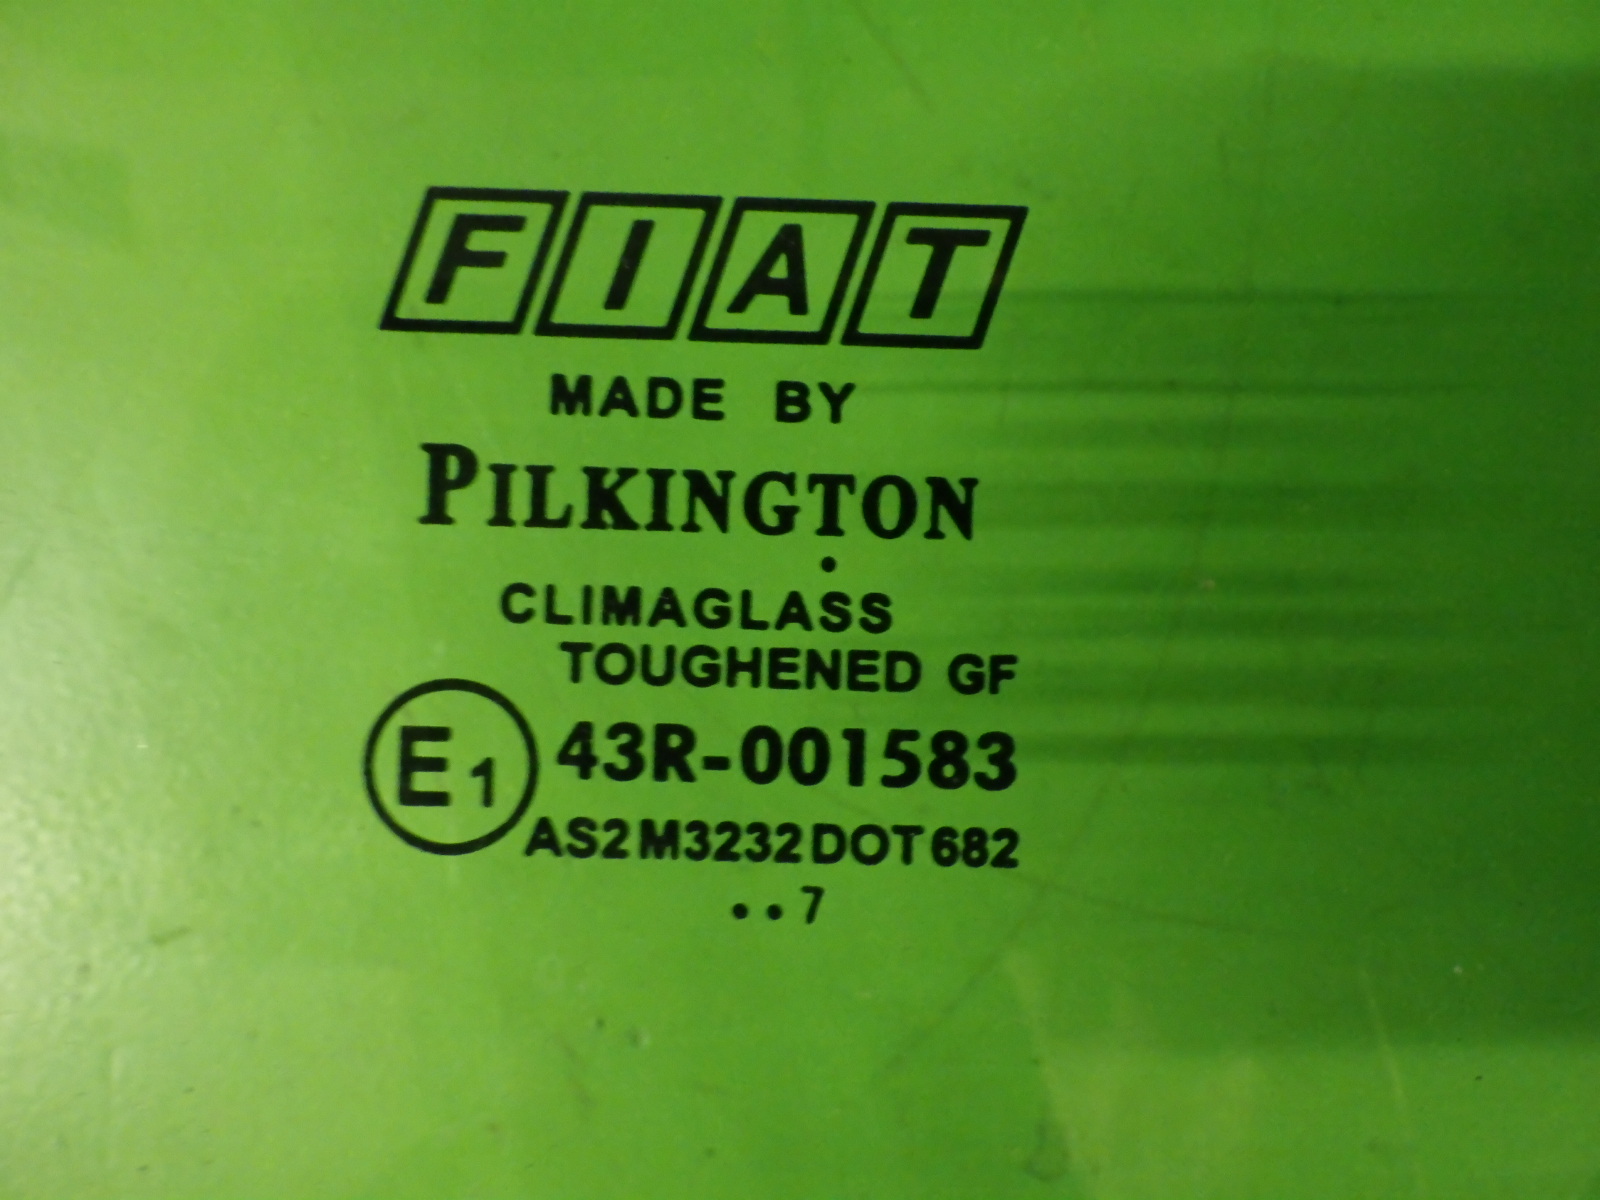 FIAT
MADE BY
PILKINGTON
.
CLIMAGLASS
TOUGHENED GF
E1 43R-001583
AS2 M3232 DOT 682
..7